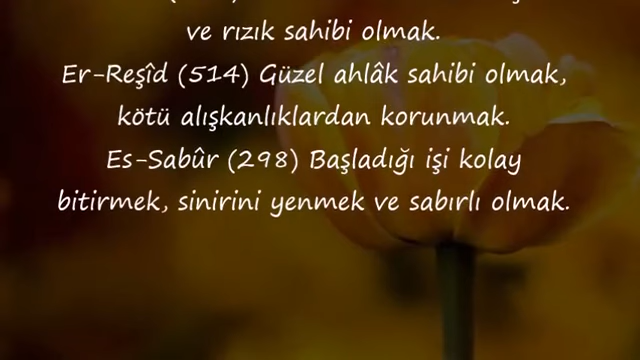 ve rızık sahibi olmak.
Er-Reşîd (514) Güzel ahlâk sahibi olmak,
kötü alışkanlıklardan korunmak.
Es-Sabûr (298) Başladığı işi kolay
bitirmek, sinirini yenmek ve sabırlı olmak.